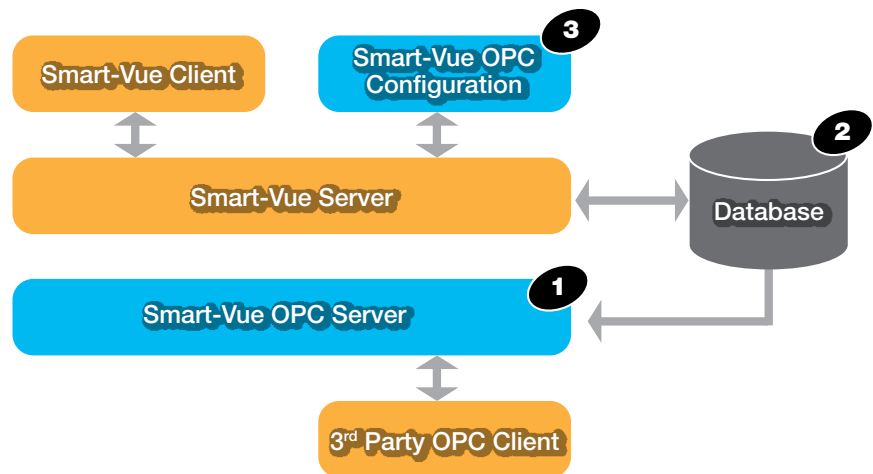 3
Smart-Vue Client
Smart-Vue OPC
Configuration
2
Smart-Vue Server
Database
1
Smart-Vue OPC Server
3rd Party OPC Client